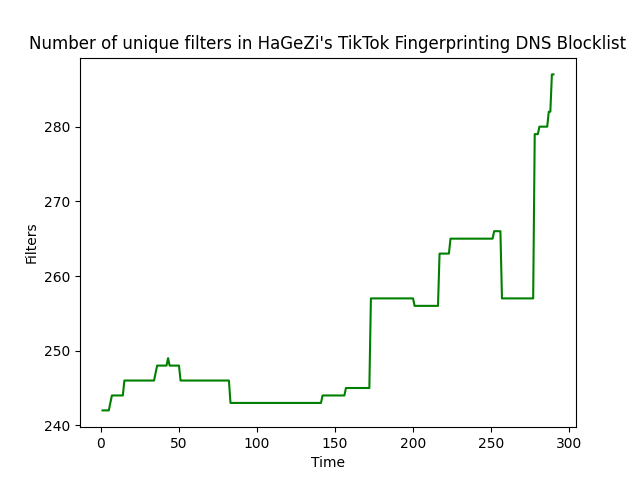 Number of unique filters in HaGeZi's TikTok Fingerprinting DNS Blocklist
280
270
260
250
240
Filters
0 50 100 150 200 250 300
Time